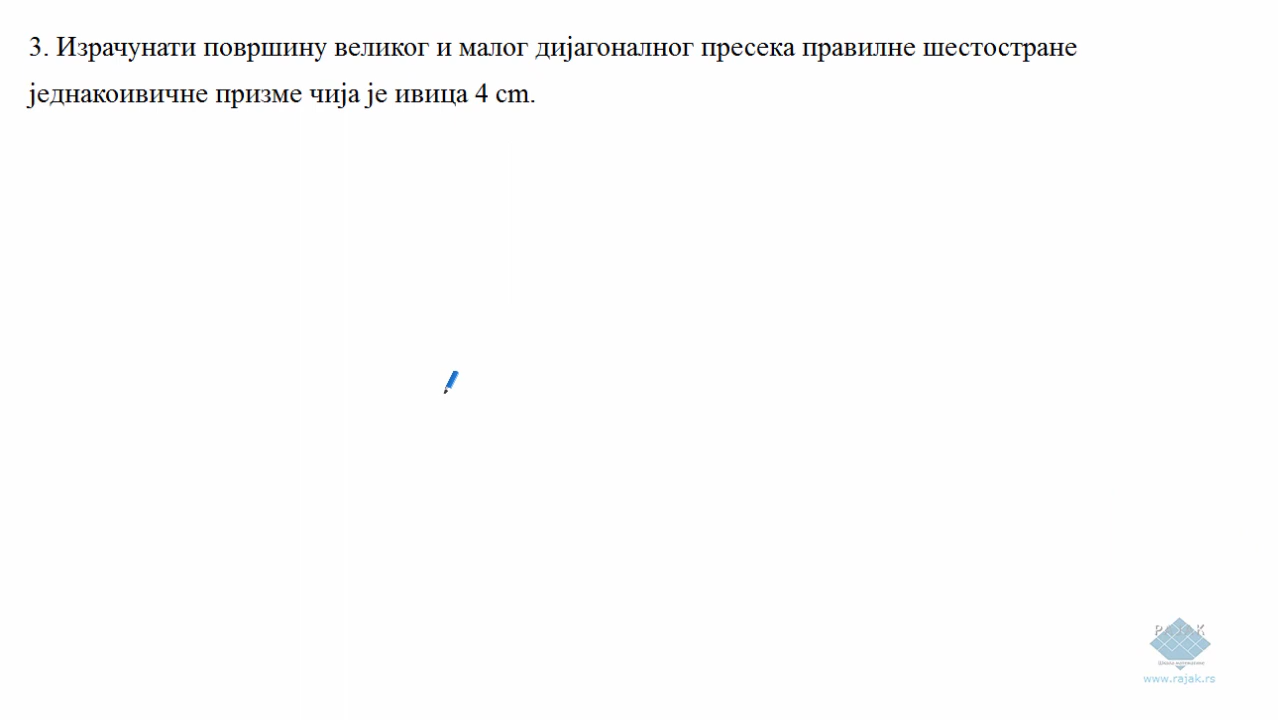 3. Израчунати површину великог и малог дијагоналног пресека правилне шестостране
једнакоивичне призме чија је ивица 4 cm.
РАЈАК
www.rajak.rs